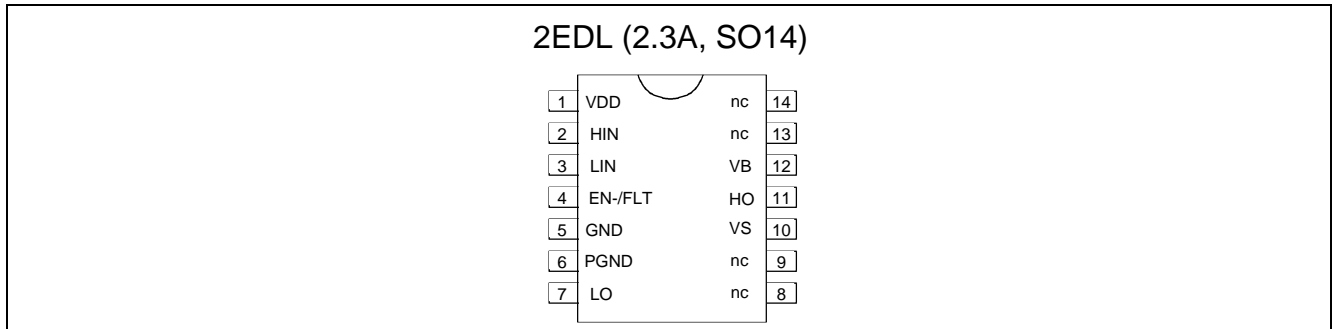 2EDL (2.3A, SO14)
1 VDD nc 14
2 HIN nc 13
3 LIN VB 12
4 EN-/FLT HO 11
5 GND VS 10
6 PGND nc 9
7 LO nc 8